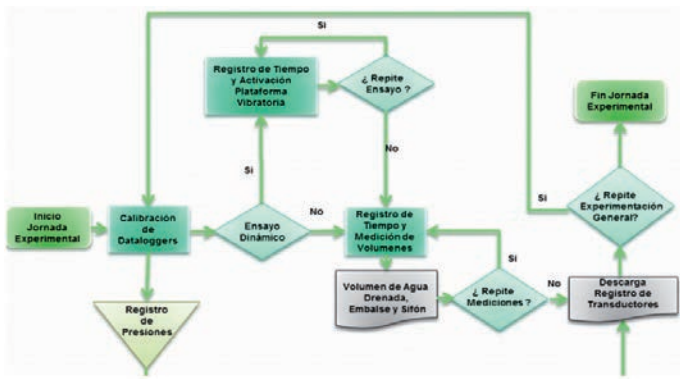 Si
Registro de Tiempo
y Activación
Plataforma
Vibratoria
¿ Repite
Ensayo ?
Fin Jornada
Experimental
Si
No
Si
¿ Repite
Experimentación
General?
Inicio
Jornada
Experimental
Calibración
de
Dataloggers
Ensayo
Dinámico
No
Registro de
Tiempo y
Medición de
Volumenes
Si
Registro
de
Presiones
Volumen de Agua
Drenada,
Embalse y Sifón
¿ Repite
Mediciones ?
No
Descarga
Registro de
Transductores